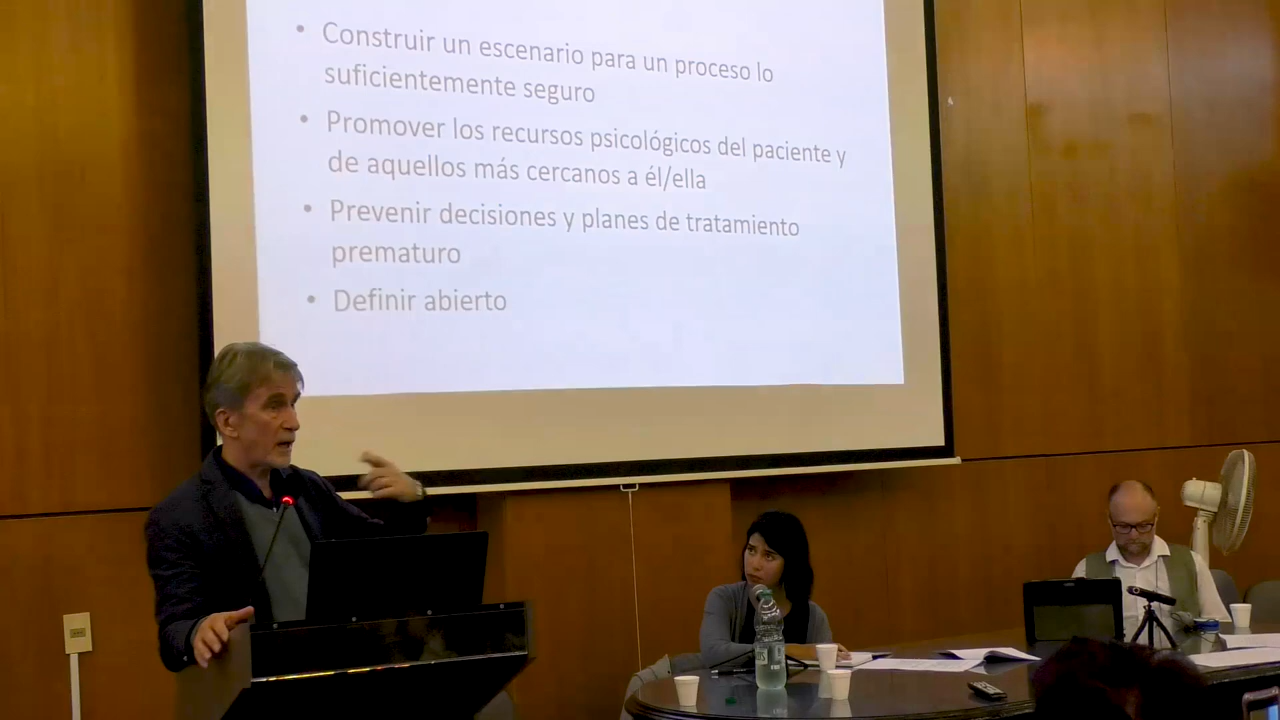 • Construir un escenario para un proceso lo
suficientemente seguro
• Promover los recursos psicológicos del paciente y
de aquellos más cercanos a él/ella
• Prevenir decisiones y planes de tratamiento
prematuro
• Definir abierto